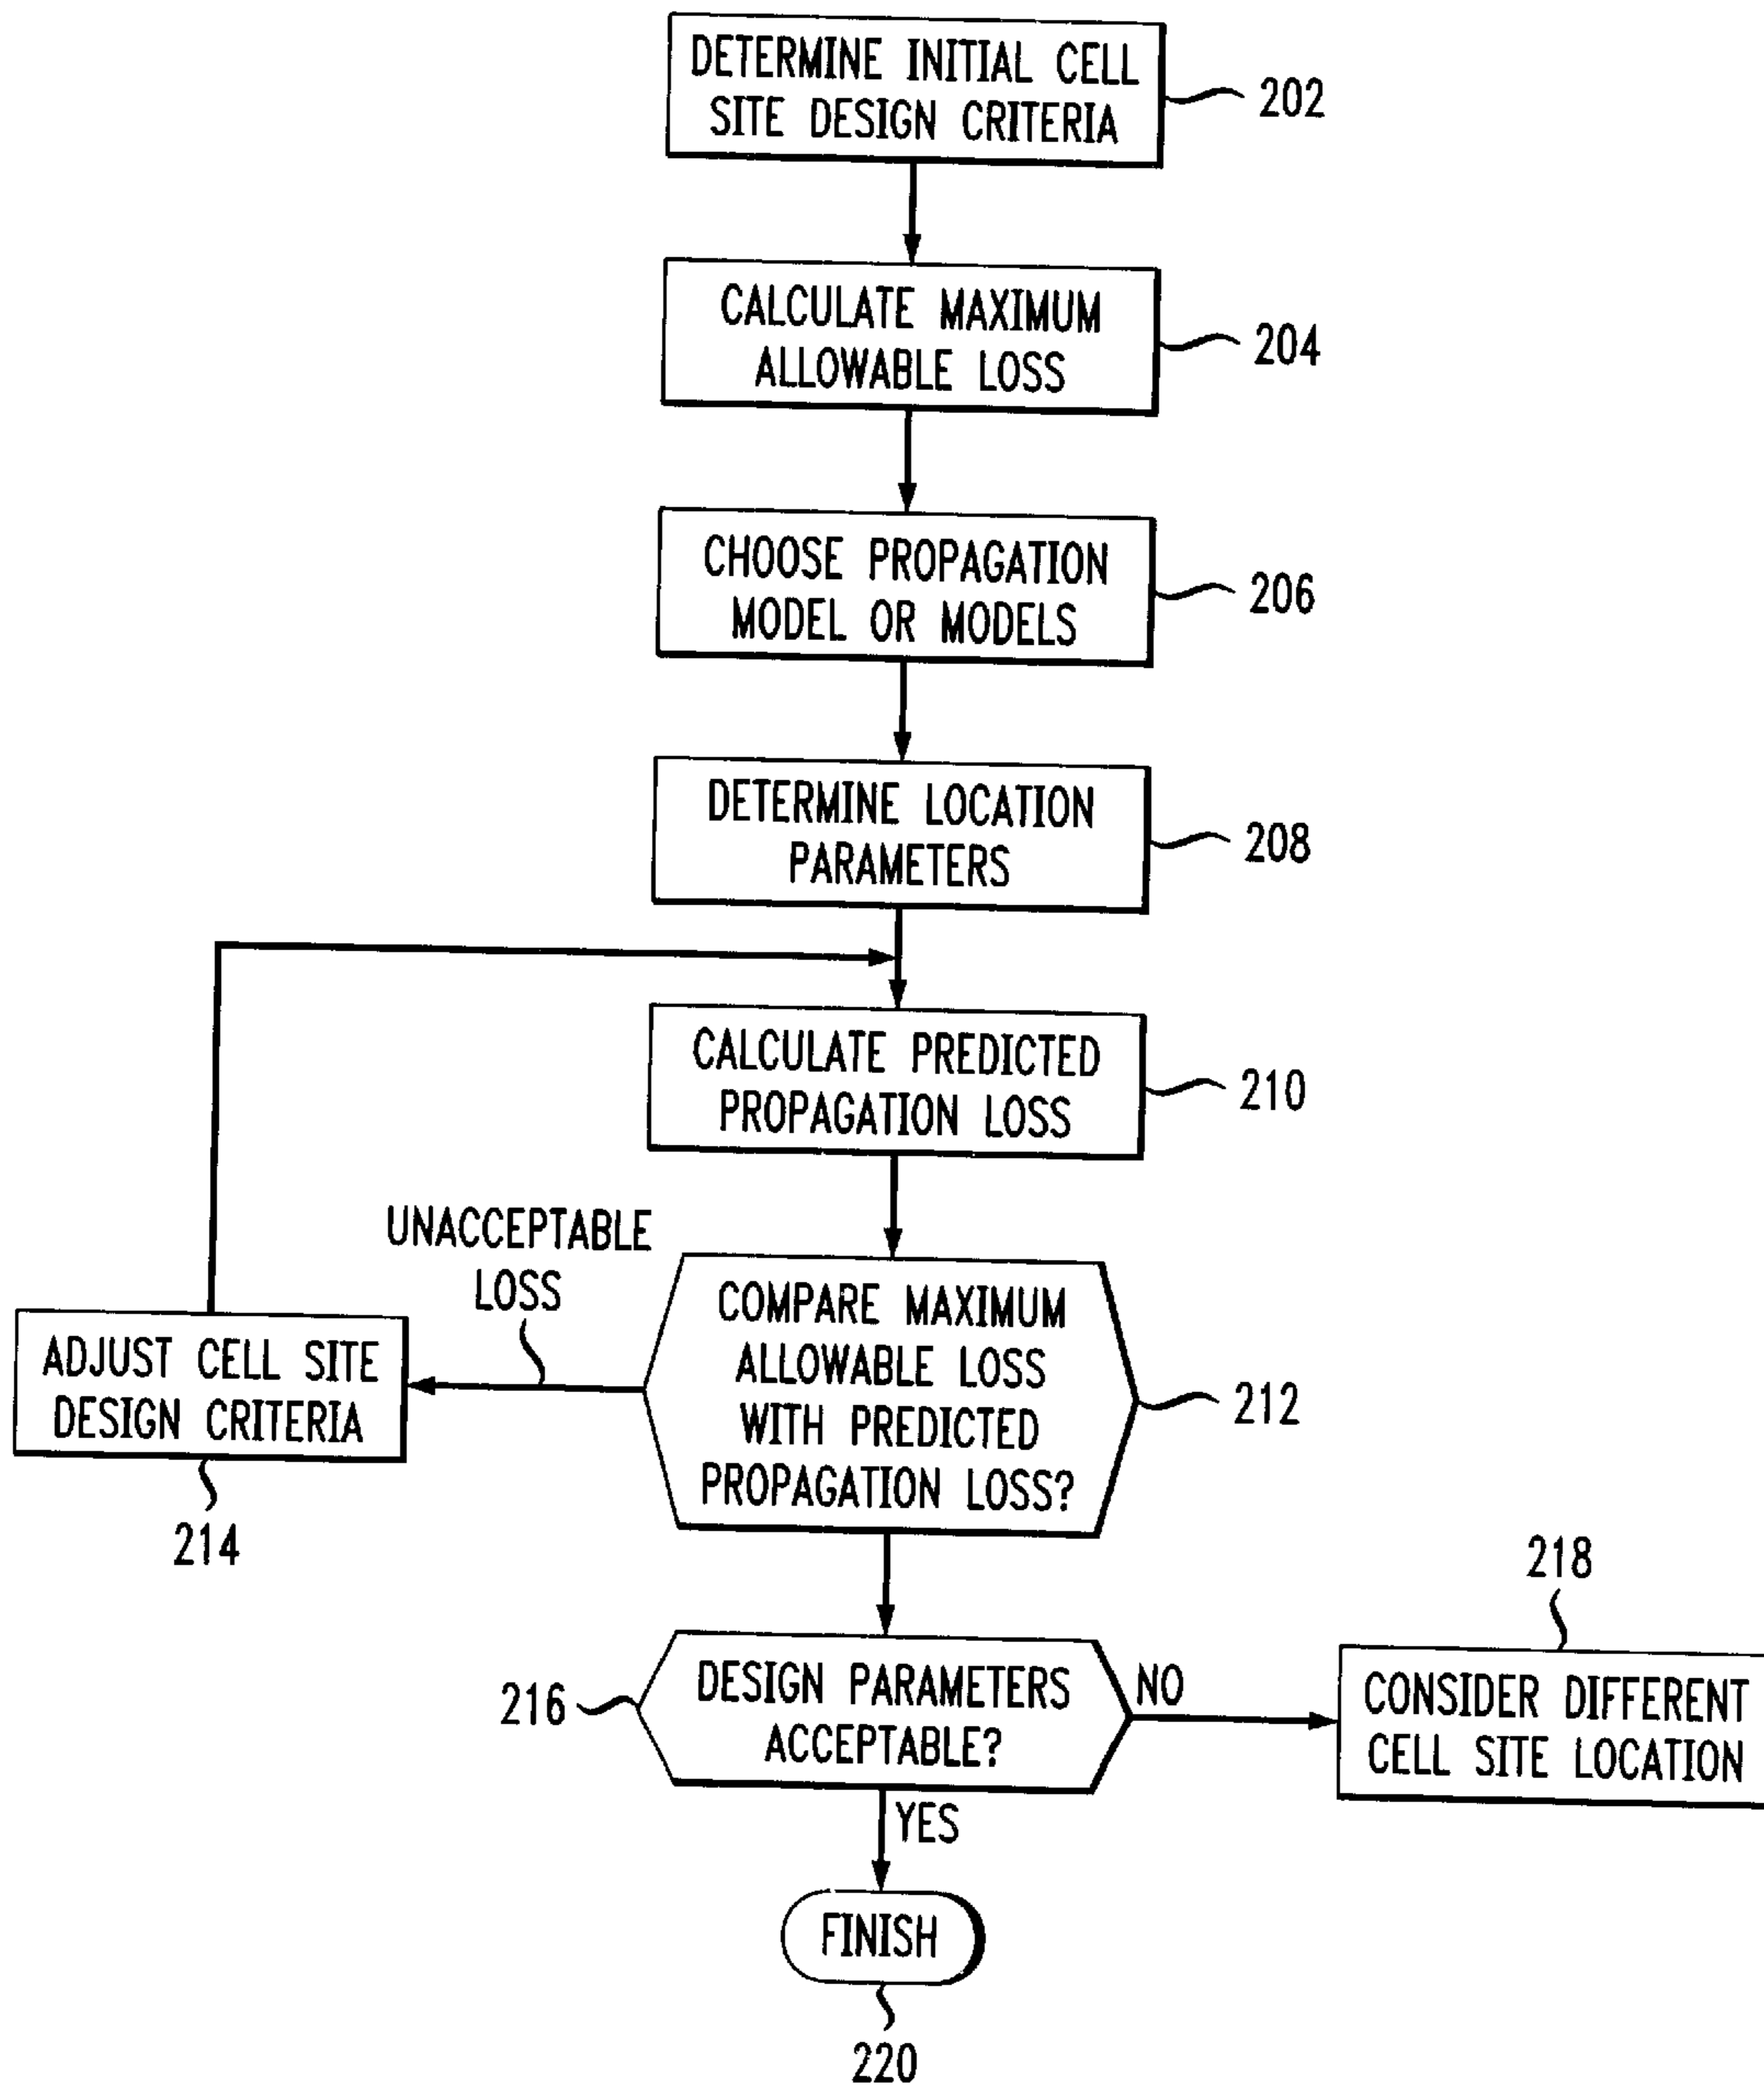 DETERMINE INITIAL CELL
SITE DESIGN CRITERIA
202
CALCULATE MAXIMUM
ALLOWABLE LOSS
204
CHOOSE PROPAGATION
MODEL OR MODELS
206
DETERMINE LOCATION
PARAMETERS
208
CALCULATE PREDICTED
PROPAGATION LOSS
210
UNACCEPTABLE
LOSS
COMPARE MAXIMUM
ALLOWABLE LOSS
WITH PREDICTED
PROPAGATION LOSS?
212
ADJUST CELL SITE
DESIGN CRITERIA
214
216
DESIGN PARAMETERS
ACCEPTABLE?
NO
218
CONSIDER DIFFERENT
CELL SITE LOCATION
YES
FINISH
220